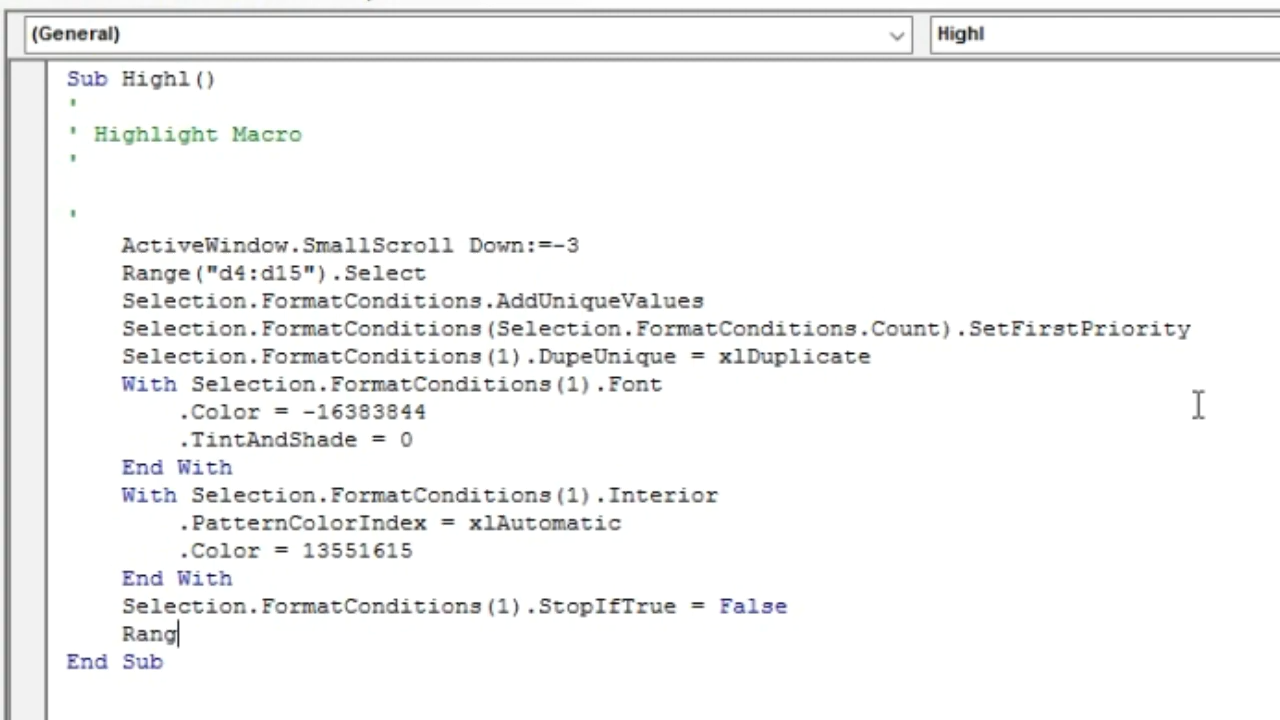 (General)
Highl
Sub Highl()
'
' Highlight Macro
'
'
ActiveWindow.SmallScroll Down:=-3
Range("d4:d15").Select
Selection.FormatConditions.AddUniqueValues
Selection.FormatConditions(Selection.FormatConditions.Count).SetFirstPriority
Selection.FormatConditions(1).DupeUnique = xlDuplicate
With Selection.FormatConditions(1).Font
.Color = -16383844
.TintAndShade = 0
End With
With Selection.FormatConditions(1).Interior
.PatternColorIndex = xlAutomatic
.Color = 13551615
End With
Selection.FormatConditions(1).StopIfTrue = False
Rang
End Sub